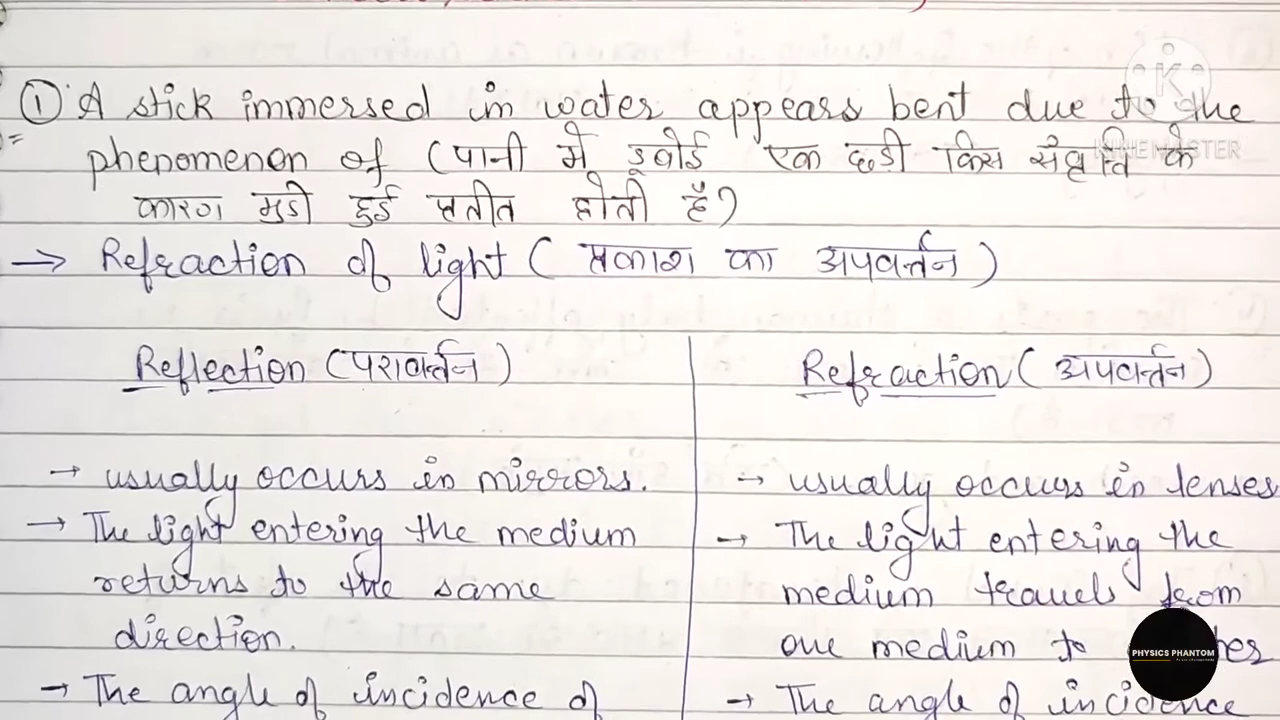 ① A stick immersed in water appears bent due to the
phenomenon of (पानी में डूबोई एक छड़ी किस संवृत्ति के
कारण मुडी हुई प्रतीत होती है?)
→ Refraction of light ( प्रकाश का अपवर्त्तन )
Reflection (परावर्त्तन )
→ usually occurs in mirrors.
→ The light entering the medium
returns to the same
direction.
→ The angle of incidence of
Refraction ( अपवर्त्तन )
→ usually occurs in lenses
→ The light entering the
medium travels from
one medium to
→ The angle of incidence
KINEMASTER
PHYSICS PHANTOM